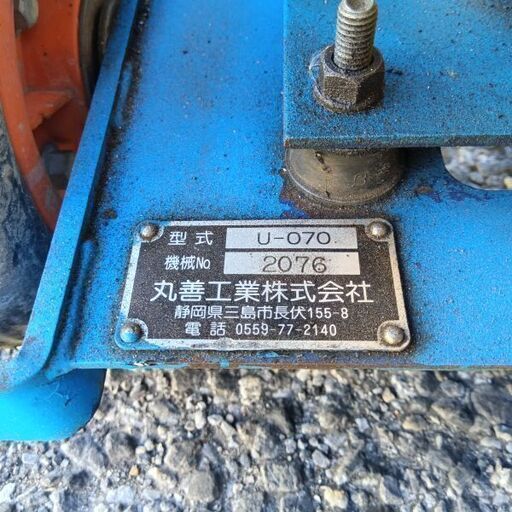 型式 U-070
機械No 2076
丸善工業株式会社
静岡県三島市長伏155-8
電話 0559-77-2140